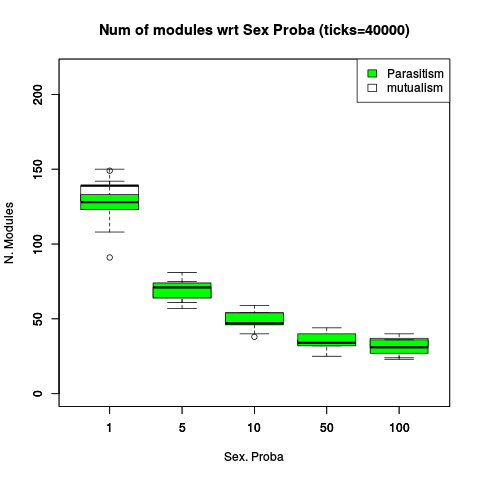 Num of modules wrt Sex Proba (ticks=40000)
Parasitism
mutualism
200
150
100
50
0
N. Modules
1 5 10 50 100
Sex. Proba